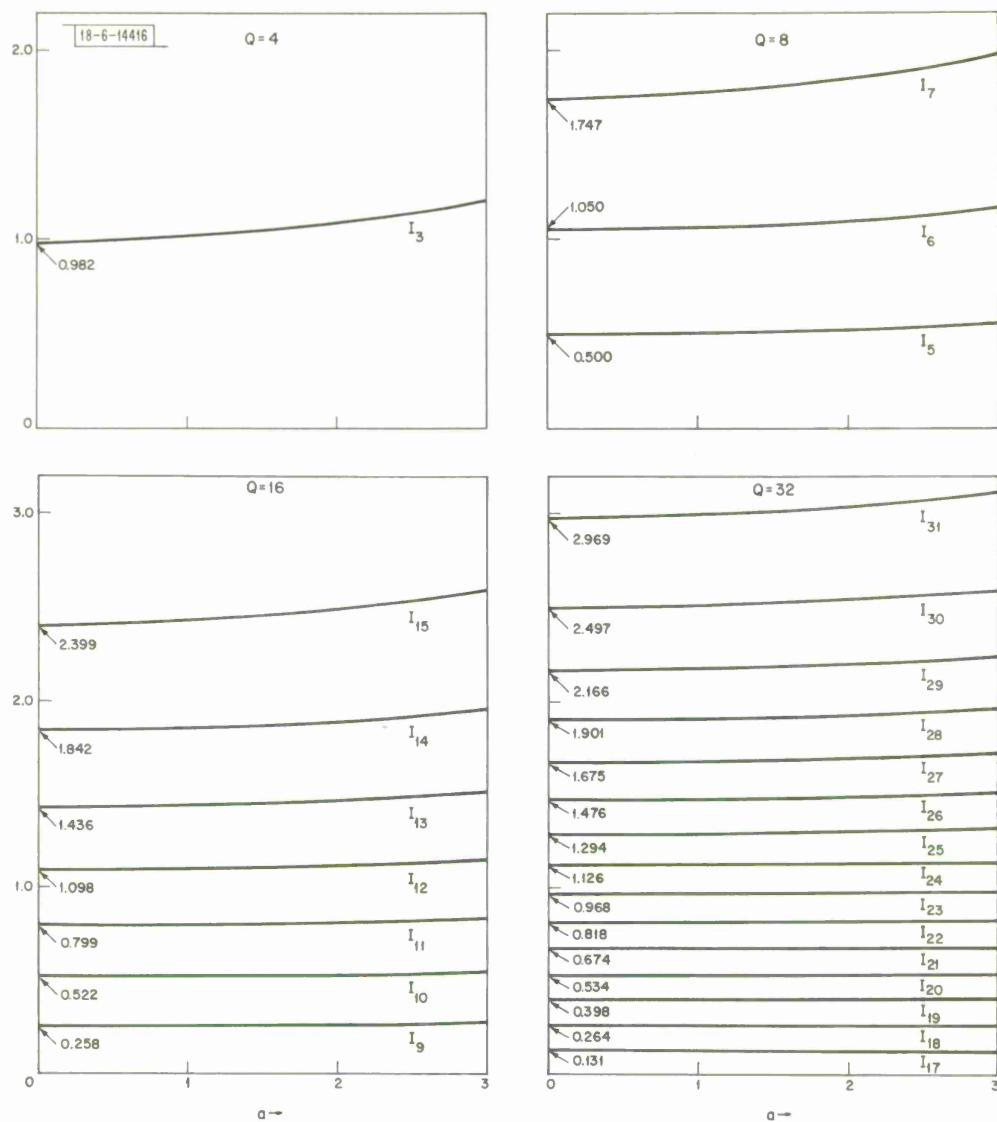 18-6-14416
Q=4
2.0
1.0
0
0.982
I₃
Q=8
1.747
I₇
1.050
I₆
0.500
I₅
Q=16
3.0
2.0
1.0
0
1
2
3
a→
2.399
I₁₅
1.842
I₁₄
1.436
I₁₃
1.098
I₁₂
0.799
I₁₁
0.522
I₁₀
0.258
I₉
Q=32
2.969
I₃₁
2.497
I₃₀
2.166
I₂₉
1.901
I₂₈
1.675
I₂₇
1.476
I₂₆
1.294
I₂₅
1.126
I₂₄
0.968
I₂₃
0.818
I₂₂
0.674
I₂₁
0.534
I₂₀
0.398
I₁₉
0.264
I₁₈
0.131
I₁₇
0
1
2
3
a→